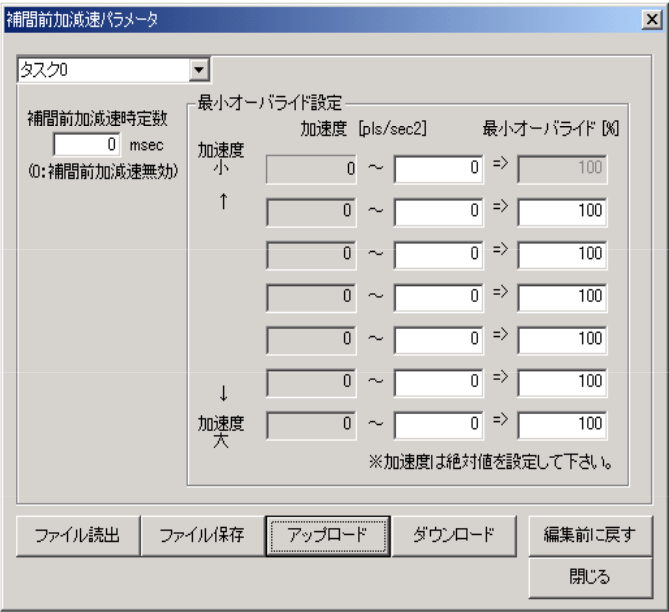 補間前加減速パラメータ
タスク0
補間前加減速時定数
0 msec
(0:補間前加減速無効)
最小オーバライド設定
加速度 [pls/sec2] 最小オーバライド [%]
加速度
小
0 ～ 0 => 100
↑
0 ～ 0 => 100
0 ～ 0 => 100
0 ～ 0 => 100
0 ～ 0 => 100
0 ～ 0 => 100
↓
加速度
大
0 ～ 0 => 100
※加速度は絶対値を設定して下さい。
ファイル読出 ファイル保存 アップロード ダウンロード 編集前に戻す
閉じる